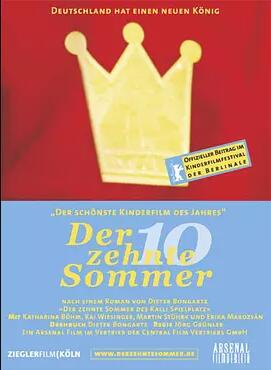 DEUTSCHLAND HAT EINEN NEUEN KÖNIG
OFFIZIELLER BEITRAG IM
KINDERFILMFESTIVAL
DER BERLINALE
„DER SCHÖNSTE KINDERFILM DES JAHRES“
Der 10
zehnte
Sommer
NACH EINEM ROMAN VON DIETER BONGARTZ
»DER ZEHNTE SOMMER DES KALLI SPIELPLATZ«
MIT KATHARINA BÖHM, KAI WIESINGER, MARTIN STÜHRK UND ERIKA MAROZSÁN
DREHBUCH DIETER BONGARTZ REGIE JÖRG GRÜNLER
EIN ARSENAL FILM IM VERTRIEB DER CENTRAL FILM VERTRIEBS GMBH
ZIEGLERFILM|KÖLN
WWW.DERZEHNTESOMMER.DE
ARSENAL
FILMVERLEIH